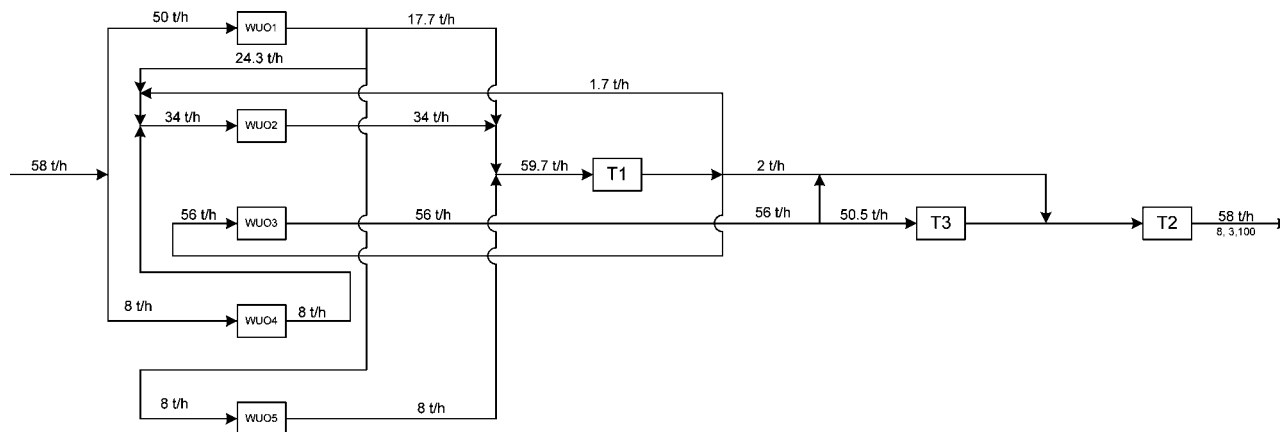 50 t/h WUO1 17.7 t/h
24.3 t/h
1.7 t/h
34 t/h WUO2 34 t/h
58 t/h 59.7 t/h T1 2 t/h
56 t/h WUO3 56 t/h 56 t/h 50.5 t/h T3 T2 58 t/h
8, 3,100
8 t/h WUO4 8 t/h
8 t/h WUO5 8 t/h